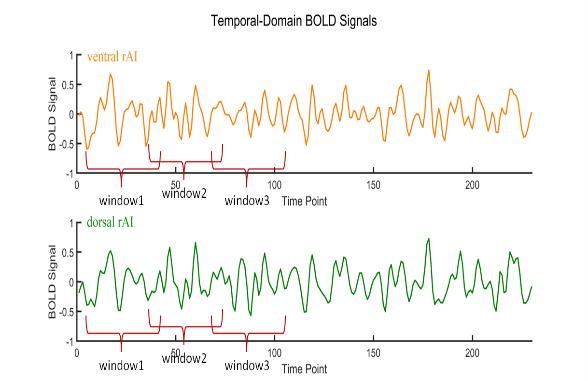 Temporal-Domain BOLD Signals
ventral rAI
BOLD Signal
1
0.5
0
-0.5
-1
0 50 100 150 200
window1 window2 window3 Time Point
dorsal rAI
BOLD Signal
1
0.5
0
-0.5
-1
0 50 100 150 200
window1 window2 window3 Time Point